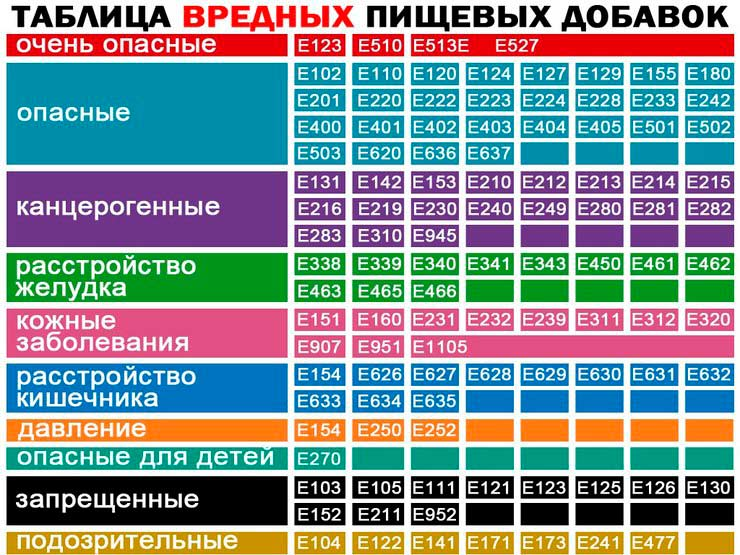 ТАБЛИЦА ВРЕДНЫХ ПИЩЕВЫХ ДОБАВОК
очень опасные E123 E510 E513E E527
опасные
E102 E110 E120 E124 E127 E129 E155 E180
E201 E220 E222 E223 E224 E228 E233 E242
E400 E401 E402 E403 E404 E405 E501 E502
E503 E620 E636 E637
канцерогенные
E131 E142 E153 E210 E212 E213 E214 E215
E216 E219 E230 E240 E249 E280 E281 E282
E283 E310 E945
расстройство E338 E339 E340 E341 E343 E450 E461 E462
желудка E463 E465 E466
кожные E151 E160 E231 E232 E239 E311 E312 E320
заболевания E907 E951 E1105
расстройство E154 E626 E627 E628 E629 E630 E631 E632
кишечника E633 E634 E635
давление E154 E250 E252
опасные для детей E270
запрещенные
E103 E105 E111 E121 E123 E125 E126 E130
E152 E211 E952
подозрительные E104 E122 E141 E171 E173 E241 E477